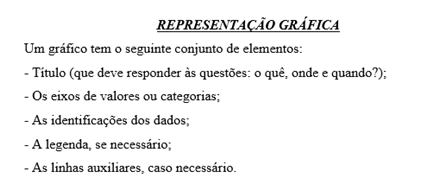 REPRESENTAÇÃO GRÁFICA
Um gráfico tem o seguinte conjunto de elementos:
- Título (que deve responder às questões: o quê, onde e quando?);
- Os eixos de valores ou categorias;
- As identificações dos dados;
- A legenda, se necessário;
- As linhas auxiliares, caso necessário.